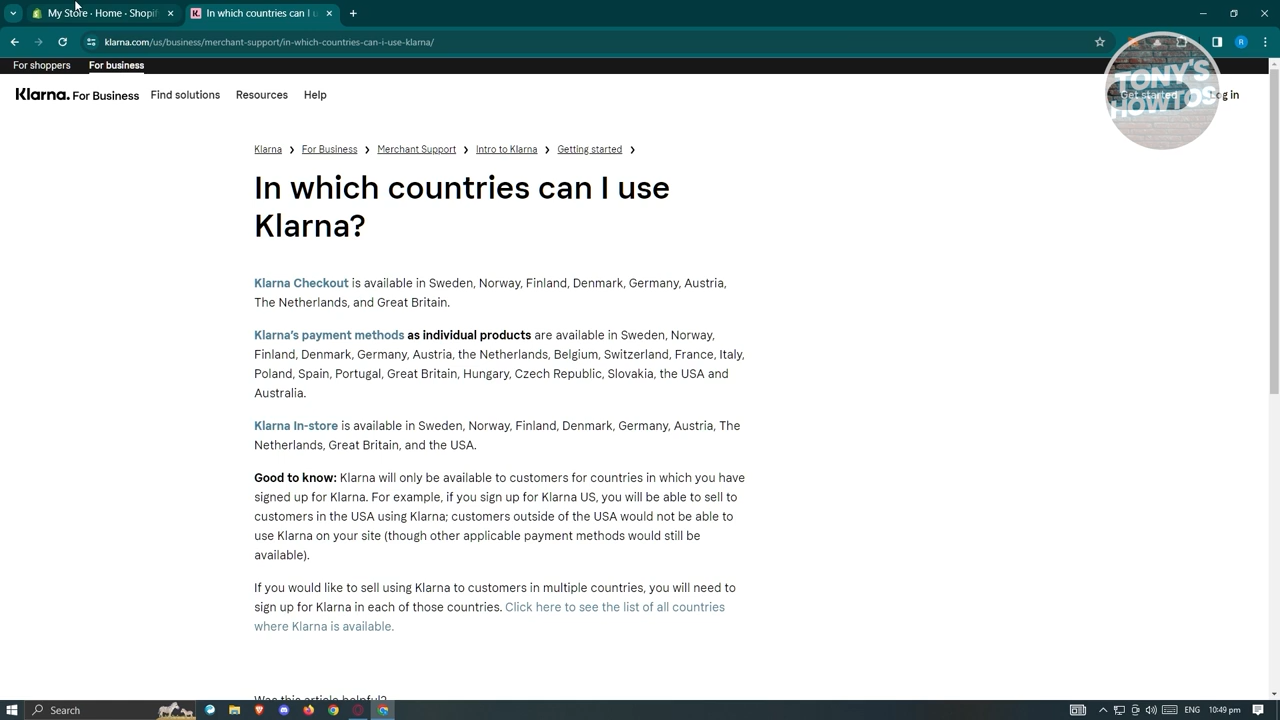 My Store · Home · Shopif
In which countries can I u
klarna.com/us/business/merchant-support/in-which-countries-can-i-use-klarna/
R
For shoppers
For business
Klarna. For Business
Find solutions
Resources
Help
Get started
Log in
TONY'S
HOWTOS
Klarna
For Business
Merchant Support
Intro to Klarna
Getting started
In which countries can I use
Klarna?
Klarna Checkout is available in Sweden, Norway, Finland, Denmark, Germany, Austria,
The Netherlands, and Great Britain.
Klarna's payment methods as individual products are available in Sweden, Norway,
Finland, Denmark, Germany, Austria, the Netherlands, Belgium, Switzerland, France, Italy,
Poland, Spain, Portugal, Great Britain, Hungary, Czech Republic, Slovakia, the USA and
Australia.
Klarna In-store is available in Sweden, Norway, Finland, Denmark, Germany, Austria, The
Netherlands, Great Britain, and the USA.
Good to know: Klarna will only be available to customers for countries in which you have
signed up for Klarna. For example, if you sign up for Klarna US, you will be able to sell to
customers in the USA using Klarna; customers outside of the USA would not be able to
use Klarna on your site (though other applicable payment methods would still be
available).
If you would like to sell using Klarna to customers in multiple countries, you will need to
sign up for Klarna in each of those countries. Click here to see the list of all countries
where Klarna is available.
Was this article helpful?
Search
ENG
10:49 pm